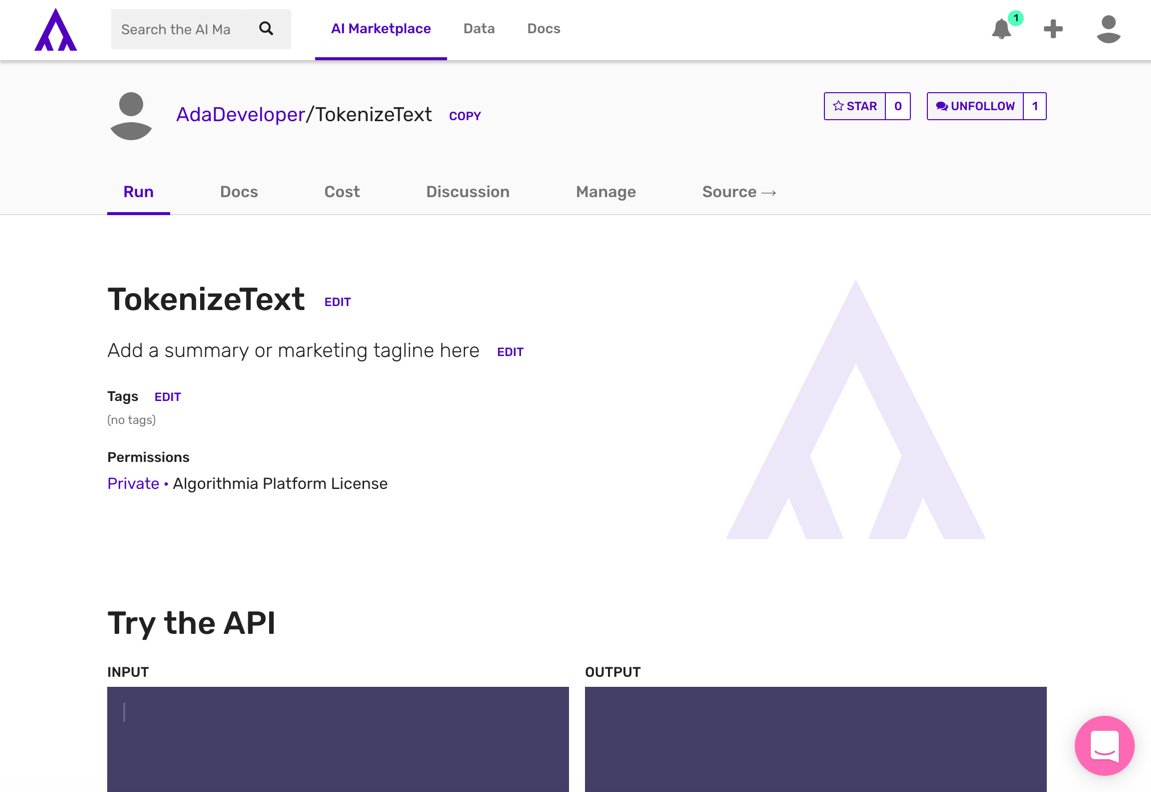 Search the AI Ma
AI Marketplace Data Docs
1
AdaDeveloper/TokenizeText COPY
STAR 0 UNFOLLOW 1
Run Docs Cost Discussion Manage Source →
TokenizeText EDIT
Add a summary or marketing tagline here EDIT
Tags EDIT
(no tags)
Permissions
Private • Algorithmia Platform License
Try the API
INPUT OUTPUT